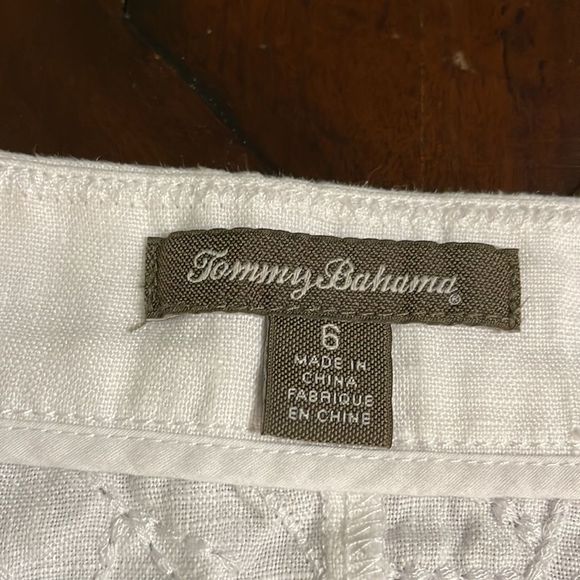 Tommy Bahama®
6
MADE IN
CHINA
FABRIQUE
EN CHINE